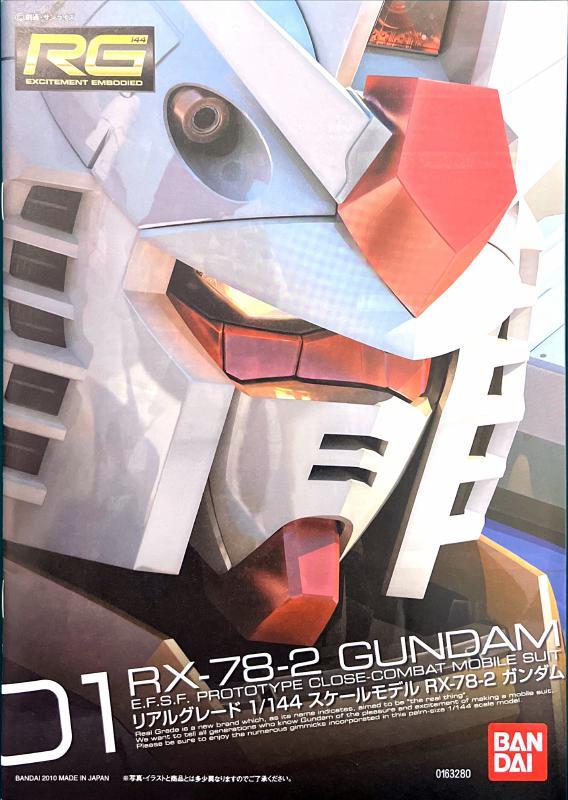 ©創通・サンライズ
RG
144
EXCITEMENT EMBODIED
01
RX-78-2 GUNDAM
E.F.S.F. PROTOTYPE CLOSE-COMBAT MOBILE SUIT
リアルグレード 1/144 スケールモデル RX-78-2 ガンダム
Real Grade is a new brand which, as its name indicates, aimed to be "the real thing".
We want to tell all generations who know Gundam of the pleasure and excitement of making a mobile suit...
Please be sure to enjoy the numerous gimmicks incorporated in this palm-size 1/144 scale model.
BAN
DAI
BANDAI 2010 MADE IN JAPAN
※写真・イラストと商品とは多少異なりますのでご了承ください。
0163280